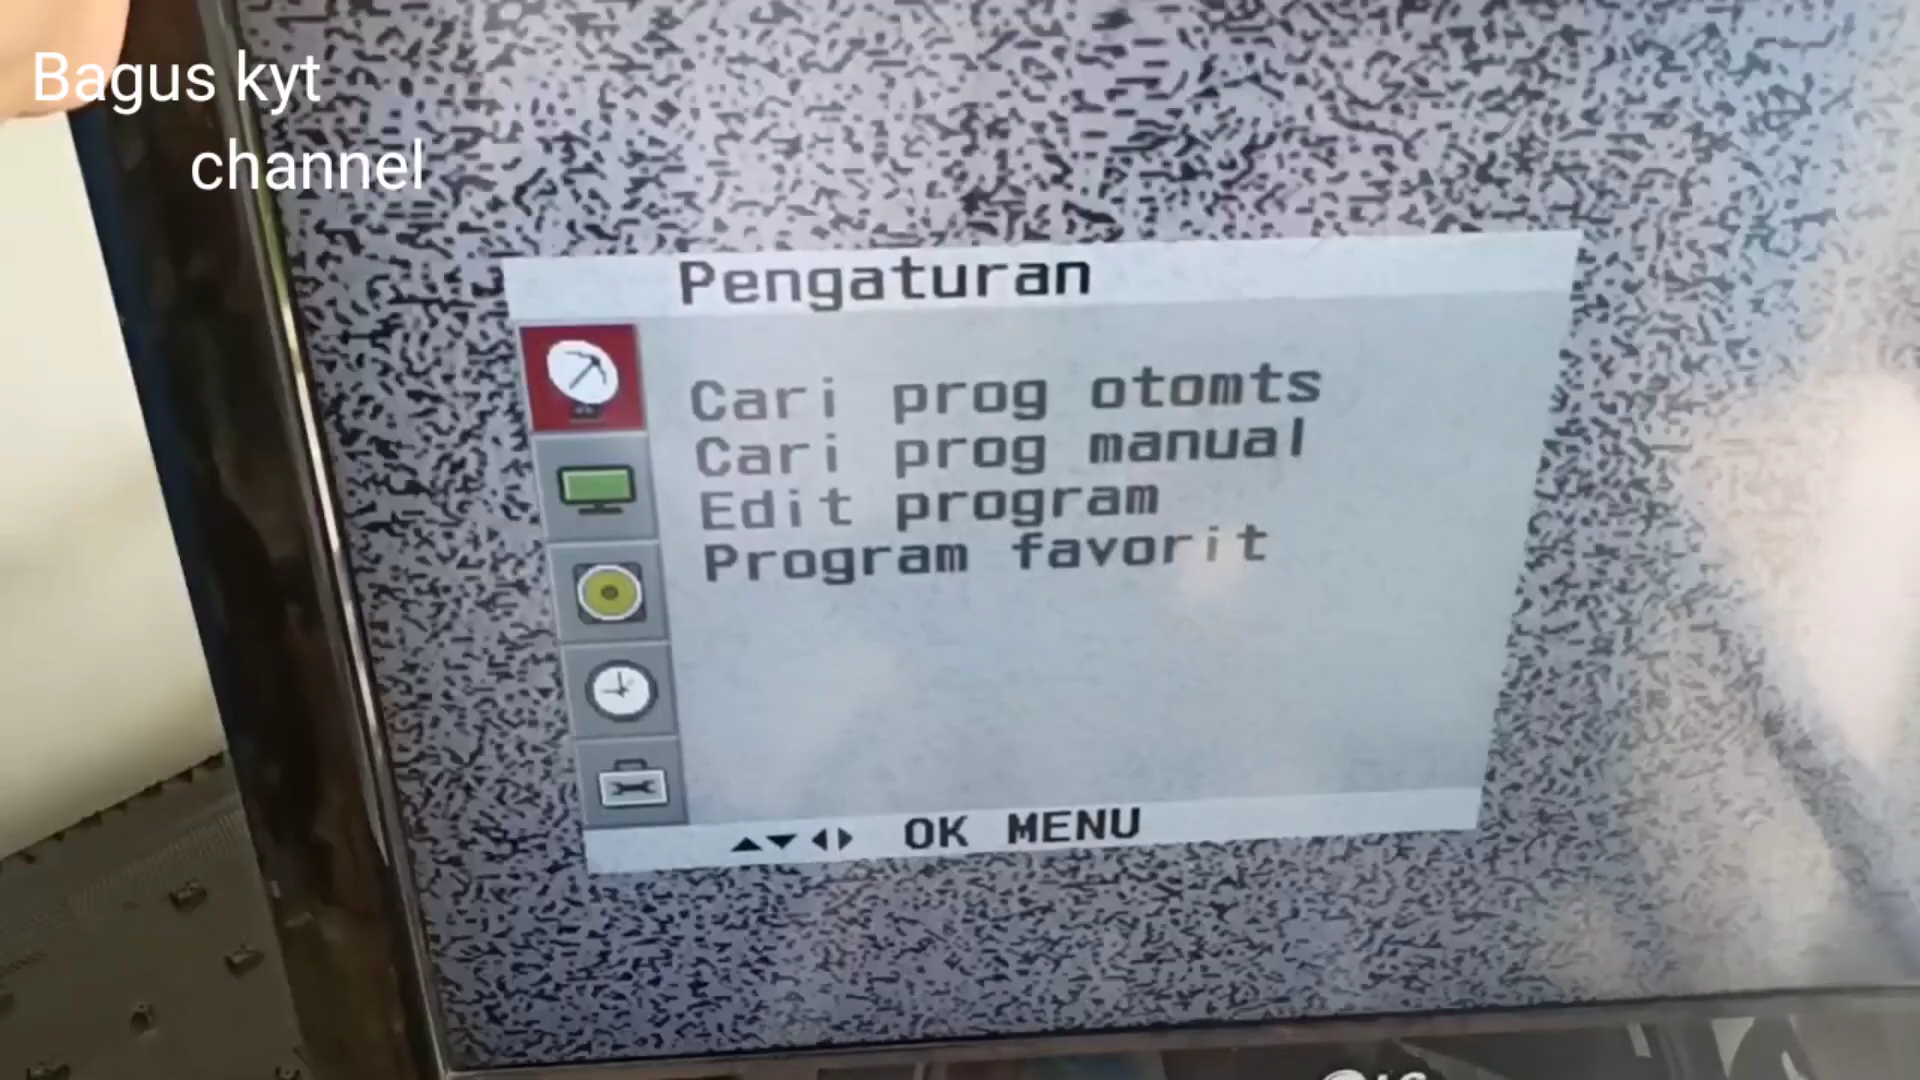 Bagus kyt
channel
Pengaturan
Cari prog otomts
Cari prog manual
Edit program
Program favorit
OK MENU